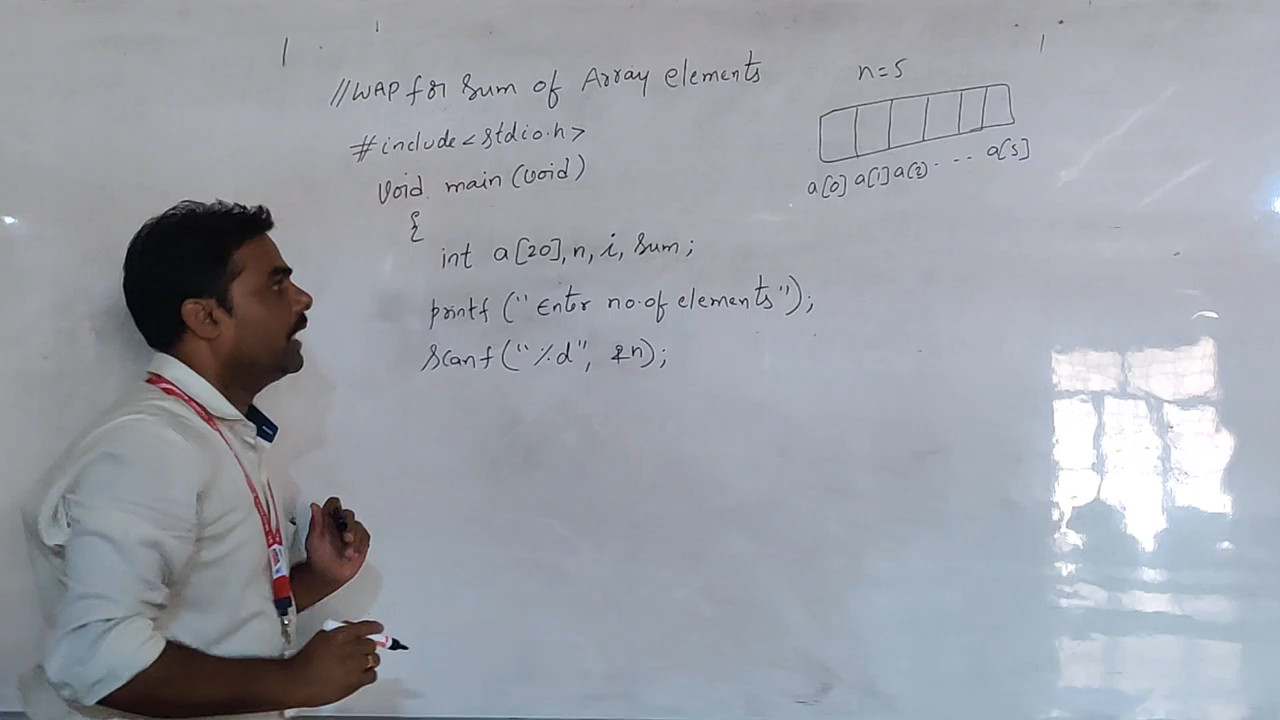 //WAP for Sum of Array elements
#include<stdio.h>
void main(void)
{
int a[20],n,i,sum;
printf("Enter no.of elements");
scanf("%d", &n);
n=5
a[0] a[1] a[2] .... a[5]